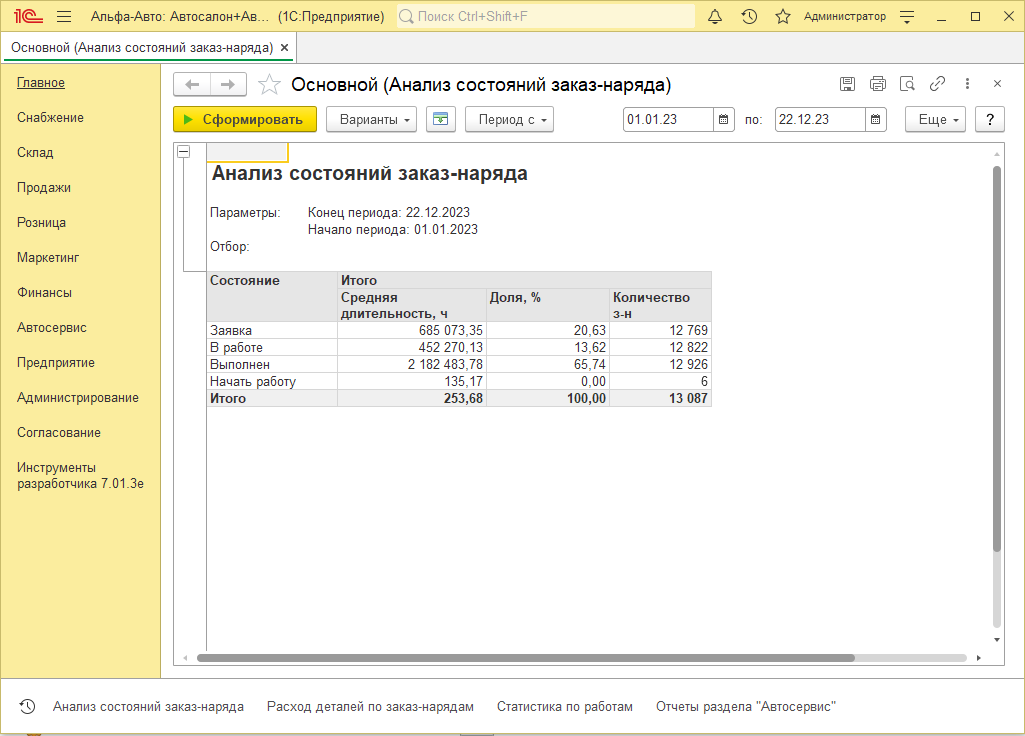 1С Альфа-Авто: Автосалон+Ав... (1С:Предприятие) Поиск Ctrl+Shift+F Администратор
Основной (Анализ состояний заказ-наряда) ×
Главное
Снабжение
Склад
Продажи
Розница
Маркетинг
Финансы
Автосервис
Предприятие
Администрирование
Согласование
Инструменты
разработчика 7.01.3e
Основной (Анализ состояний заказ-наряда)
Сформировать Варианты Период с 01.01.23 по: 22.12.23 Еще ?
Анализ состояний заказ-наряда
Параметры: Конец периода: 22.12.2023
Начало периода: 01.01.2023
Отбор:
Состояние Итого
Средняя Доля, % Количество
длительность, ч з-н
Заявка 685 073,35 20,63 12 769
В работе 452 270,13 13,62 12 822
Выполнен 2 182 483,78 65,74 12 926
Начать работу 135,17 0,00 6
Итого 253,68 100,00 13 087
Анализ состояний заказ-наряда Расход деталей по заказ-нарядам Статистика по работам Отчеты раздела "Автосервис"